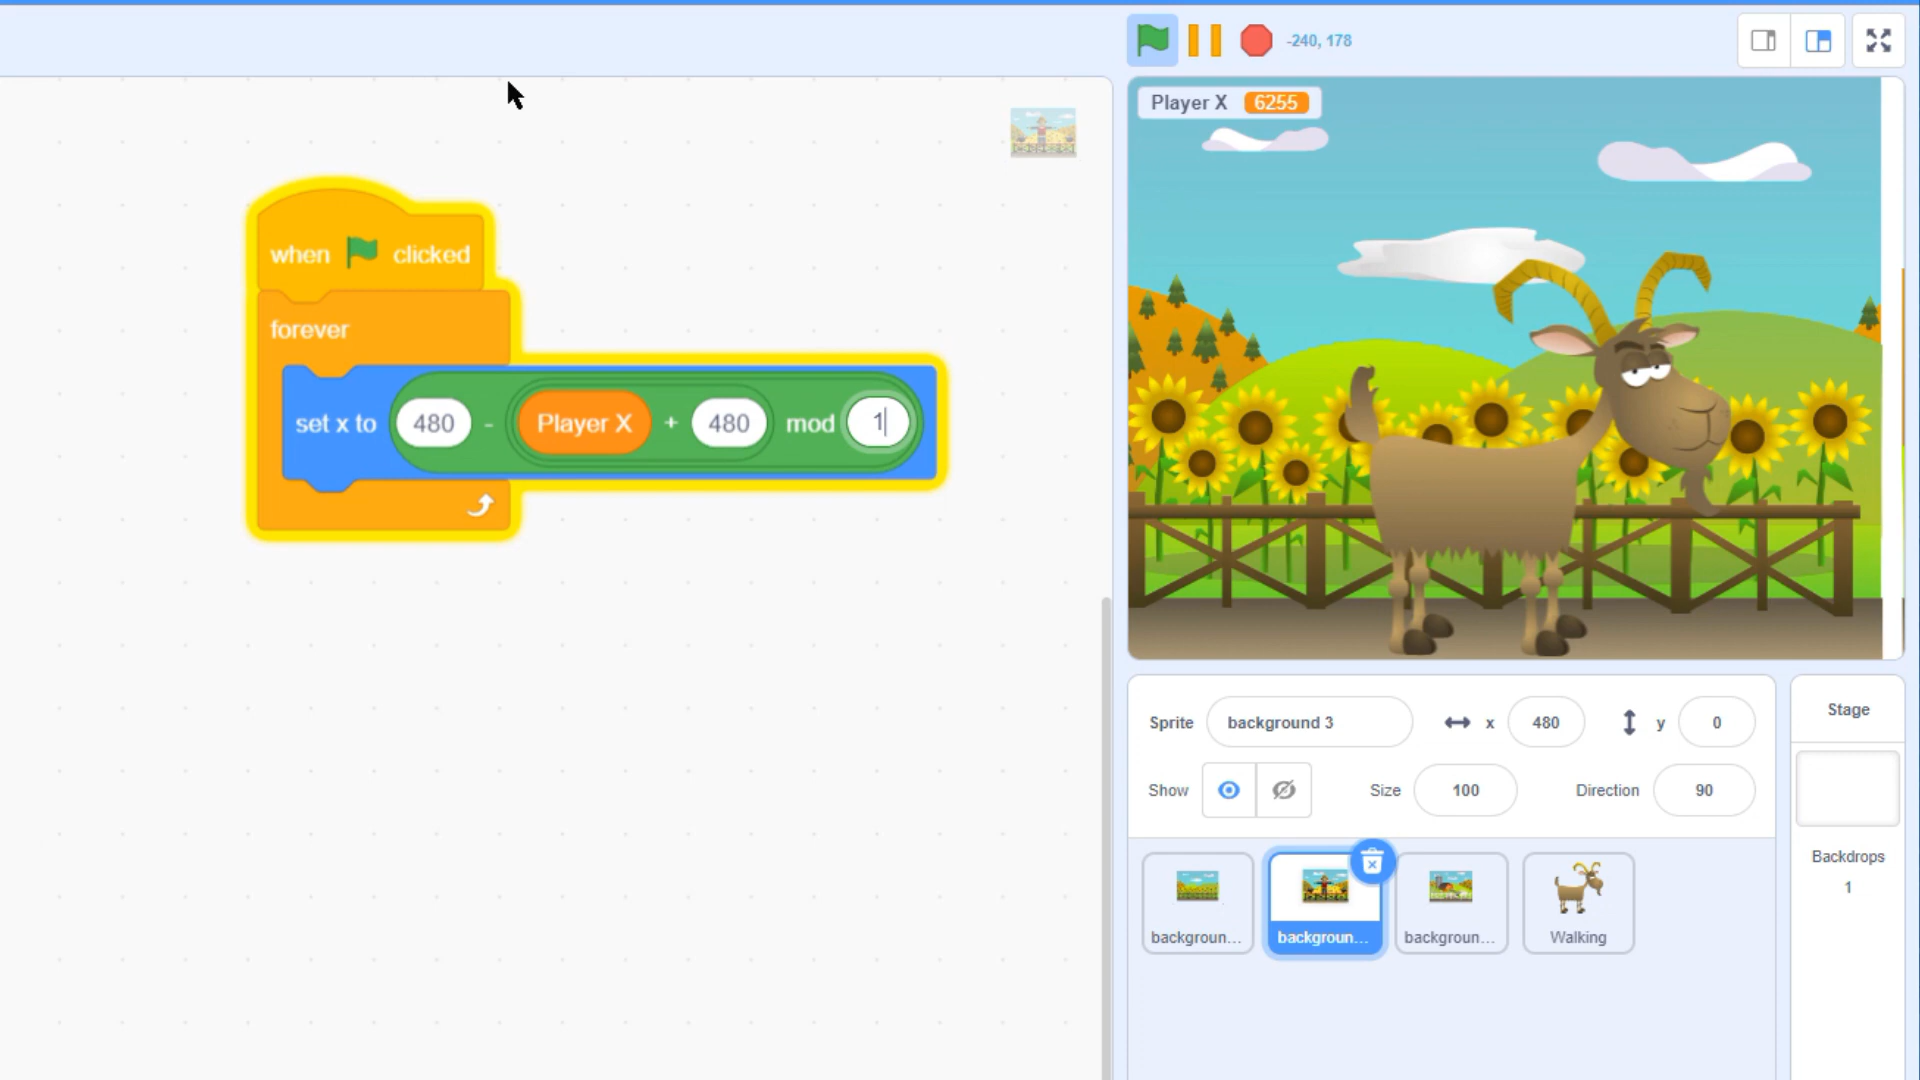 -240, 178
Player X 6255
when clicked
forever
set x to 480 - Player X + 480 mod 1
Sprite background 3 x 480 y 0
Show Size 100 Direction 90
Stage
Backdrops
1
backgroun... backgroun... backgroun... Walking